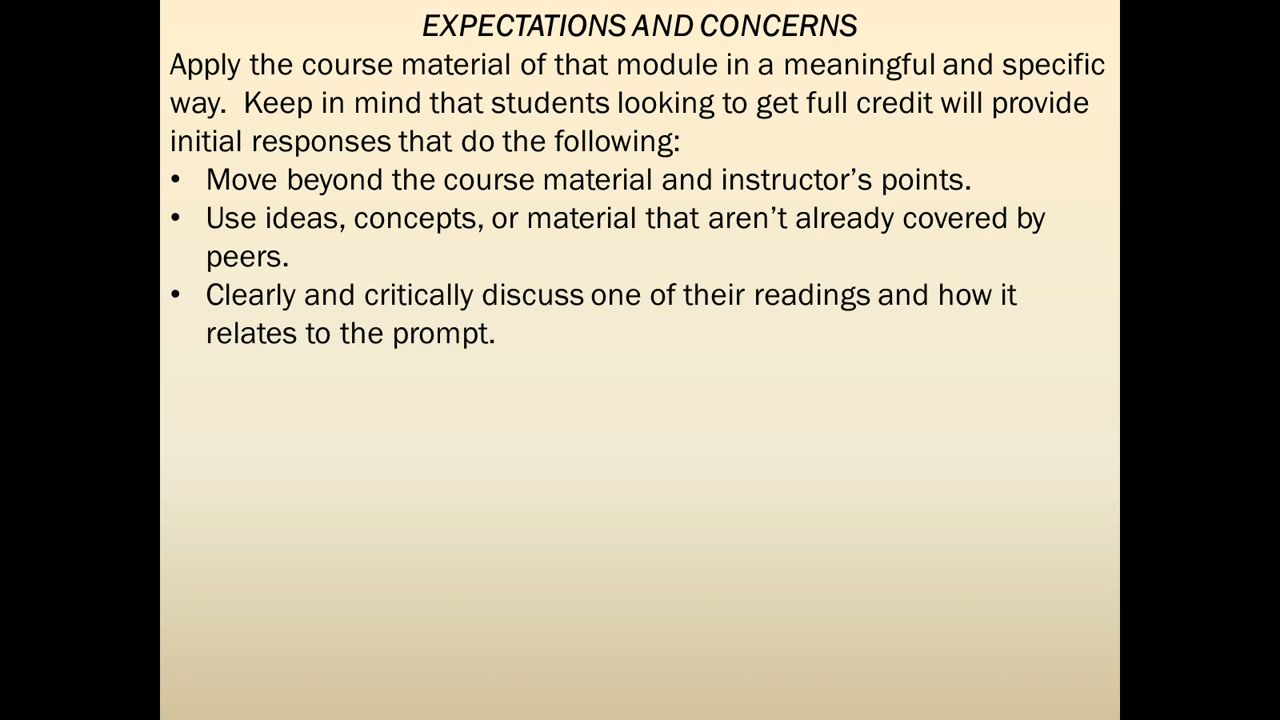 EXPECTATIONS AND CONCERNS
Apply the course material of that module in a meaningful and specific
way.  Keep in mind that students looking to get full credit will provide
initial responses that do the following:
• Move beyond the course material and instructor’s points.
• Use ideas, concepts, or material that aren’t already covered by
peers.
• Clearly and critically discuss one of their readings and how it
relates to the prompt.